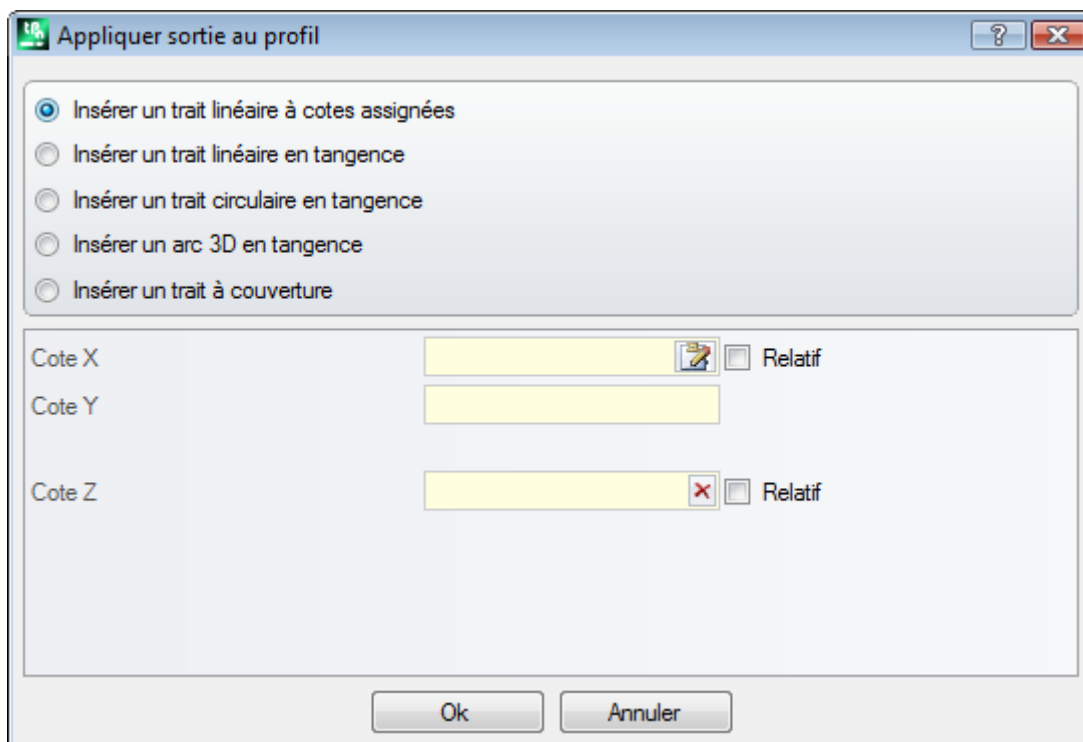 Appliquer sortie au profil
Insérer un trait linéaire à cotes assignées
Insérer un trait linéaire en tangence
Insérer un trait circulaire en tangence
Insérer un arc 3D en tangence
Insérer un trait à couverture
Cote X Relatif
Cote Y
Cote Z Relatif
Ok Annuler